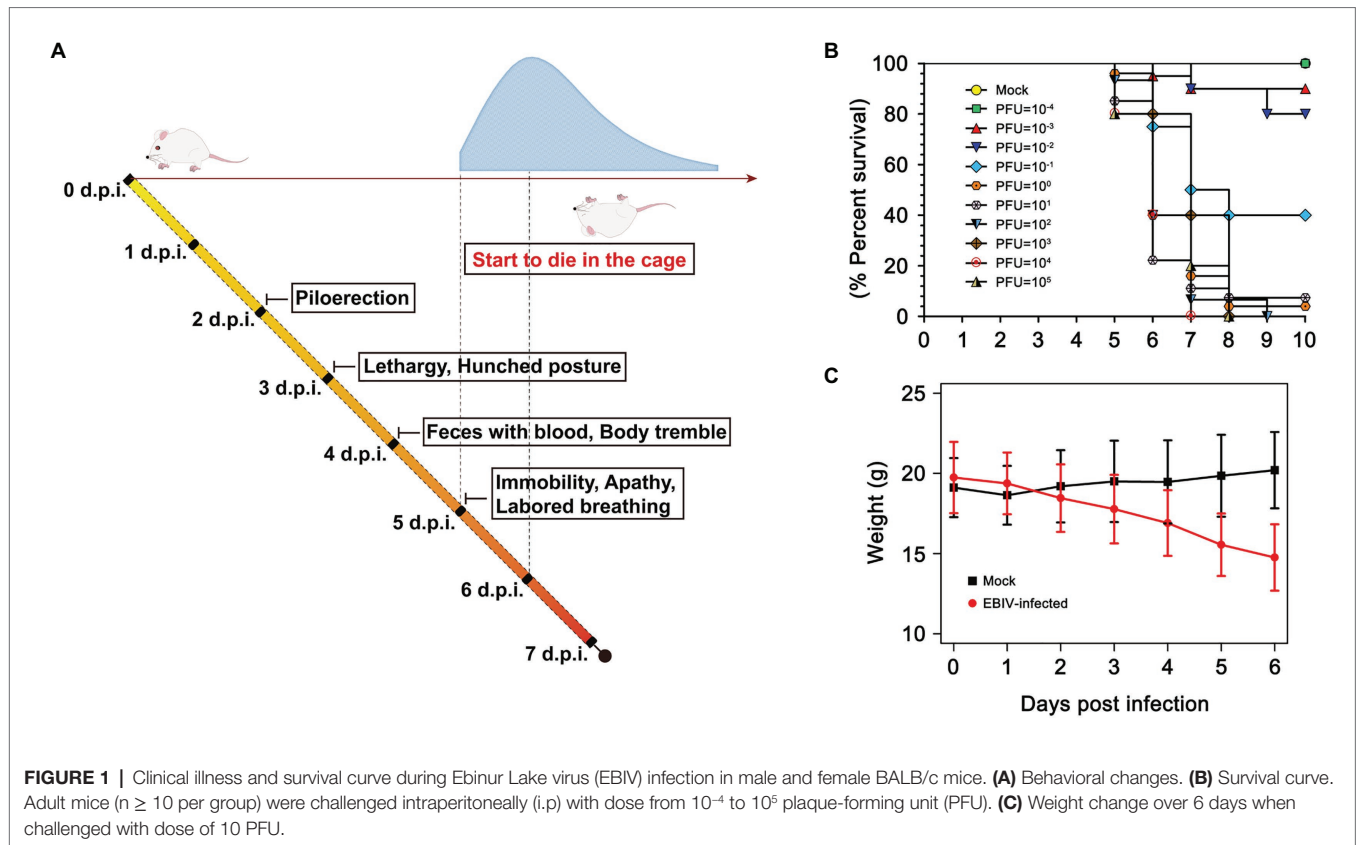 A
0 d.p.i.
1 d.p.i.
2 d.p.i.
3 d.p.i.
4 d.p.i.
5 d.p.i.
6 d.p.i.
7 d.p.i.
Piloerection
Lethargy, Hunched posture
Feces with blood, Body tremble
Immobility, Apathy,
Labored breathing
Start to die in the cage
B
(% Percent survival)
100
80
60
40
20
0
0 1 2 3 4 5 6 7 8 9 10
Mock
PFU=10⁻⁴
PFU=10⁻³
PFU=10⁻²
PFU=10⁻¹
PFU=10⁰
PFU=10¹
PFU=10²
PFU=10³
PFU=10⁴
PFU=10⁵
C
Weight (g)
25
20
15
10
Mock
EBIV-infected
0 1 2 3 4 5 6
Days post infection
FIGURE 1 | Clinical illness and survival curve during Ebinur Lake virus (EBIV) infection in male and female BALB/c mice. (A) Behavioral changes. (B) Survival curve.
Adult mice (n ≥ 10 per group) were challenged intraperitoneally (i.p) with dose from 10⁻⁴ to 10⁵ plaque-forming unit (PFU). (C) Weight change over 6 days when
challenged with dose of 10 PFU.